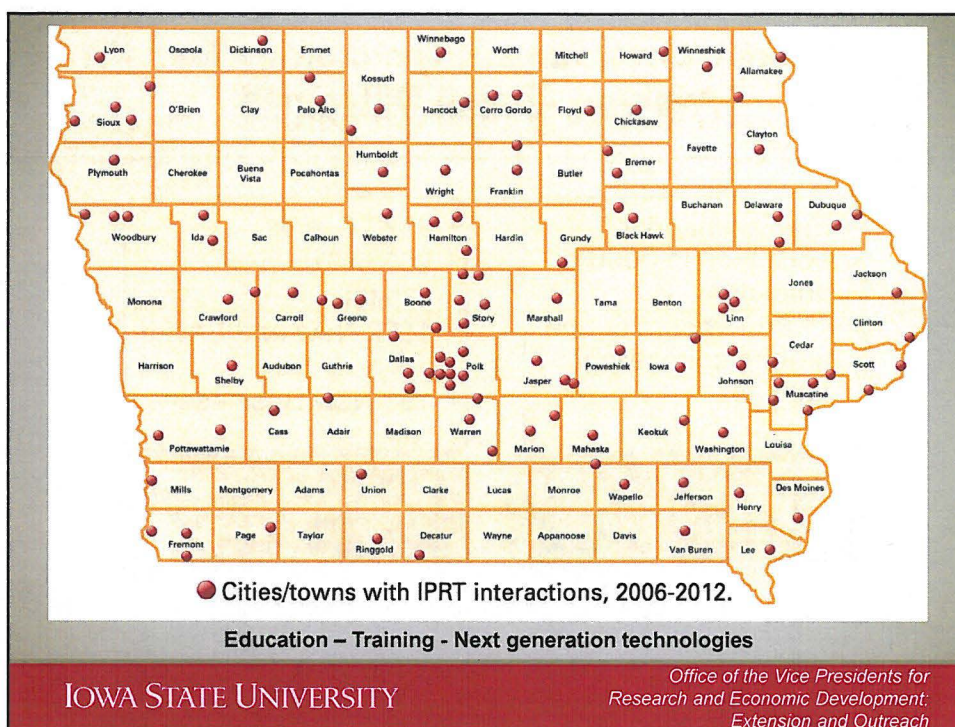 Lyon Osceola Dickinson Emmet Winnebago Worth Mitchell Howard Winneshiek Allamakee
Kossuth
Sioux O'Brien Clay Palo Alto Hancock Cerro Gordo Floyd Chickasaw
Fayette Clayton
Plymouth Cherokee Buena Vista Pocahontas Humboldt Wright Franklin Butler Bremer
Woodbury Ida Sac Calhoun Webster Hamilton Hardin Grundy Black Hawk Buchanan Delaware Dubuque
Monona Crawford Carroll Greene Boone Story Marshall Tama Benton Linn Jones Jackson
Clinton
Harrison Shelby Audubon Guthrie Dallas Polk Jasper Poweshiek Iowa Johnson Cedar Scott
Muscatine
Pottawattamie Cass Adair Madison Warren Marion Mahaska Keokuk Washington Louisa
Mills Montgomery Adams Union Clarke Lucas Monroe Wapello Jefferson Henry Des Moines
Fremont Page Taylor Ringgold Decatur Wayne Appanoose Davis Van Buren Lee
Cities/towns with IPRT interactions, 2006-2012.
Education – Training - Next generation technologies
IOWA STATE UNIVERSITY
Office of the Vice Presidents for
Research and Economic Development;
Extension and Outreach